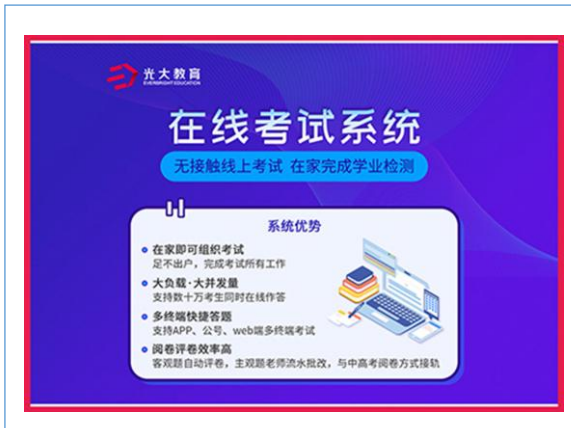 光大教育
EVERBRIGHT EDUCATION
在线考试系统
无接触线上考试 在家完成学业检测
系统优势
在家即可组织考试
足不出户，完成考试所有工作
大负载·大并发量
支持数十万考生同时在线作答
多终端快捷答题
支持APP、公号、web端多终端考试
阅卷评卷效率高
客观题自动评卷，主观题老师流水批改，与中高考阅卷方式接轨